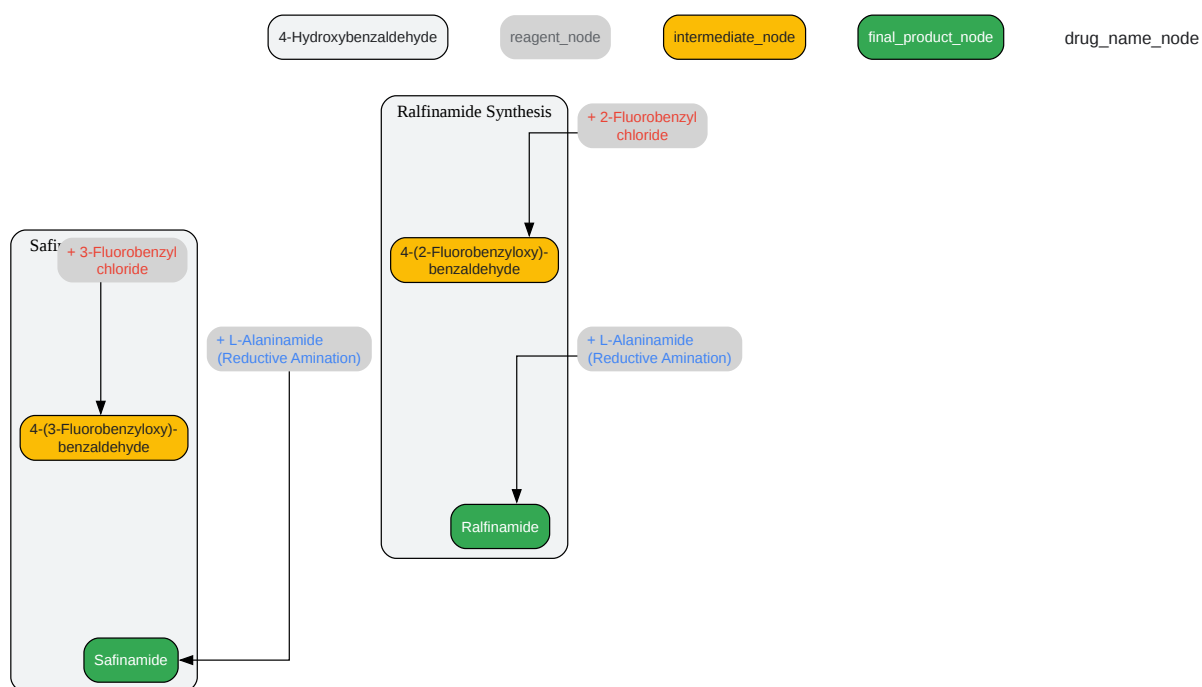 4-Hydroxybenzaldehyde
reagent_node
intermediate_node
final_product_node
drug_name_node
Ralfinamide Synthesis
+ 2-Fluorobenzyl
chloride
4-(2-Fluorobenzyloxy)-
benzaldehyde
+ L-Alaninamide
(Reductive Amination)
Ralfinamide
+ 3-Fluorobenzyl
chloride
+ L-Alaninamide
(Reductive Amination)
4-(3-Fluorobenzyloxy)-
benzaldehyde
Safinamide